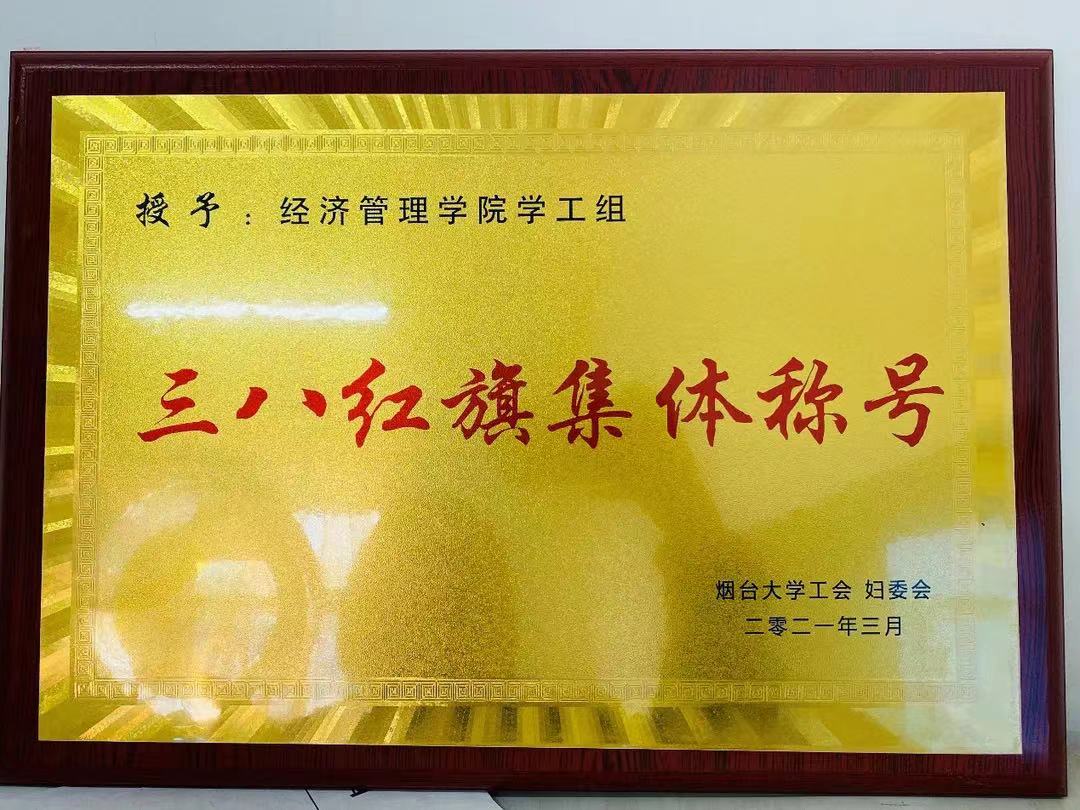 授予：经济管理学院学工组
三八红旗集体称号
烟台大学工会 妇委会
二零二一年三月